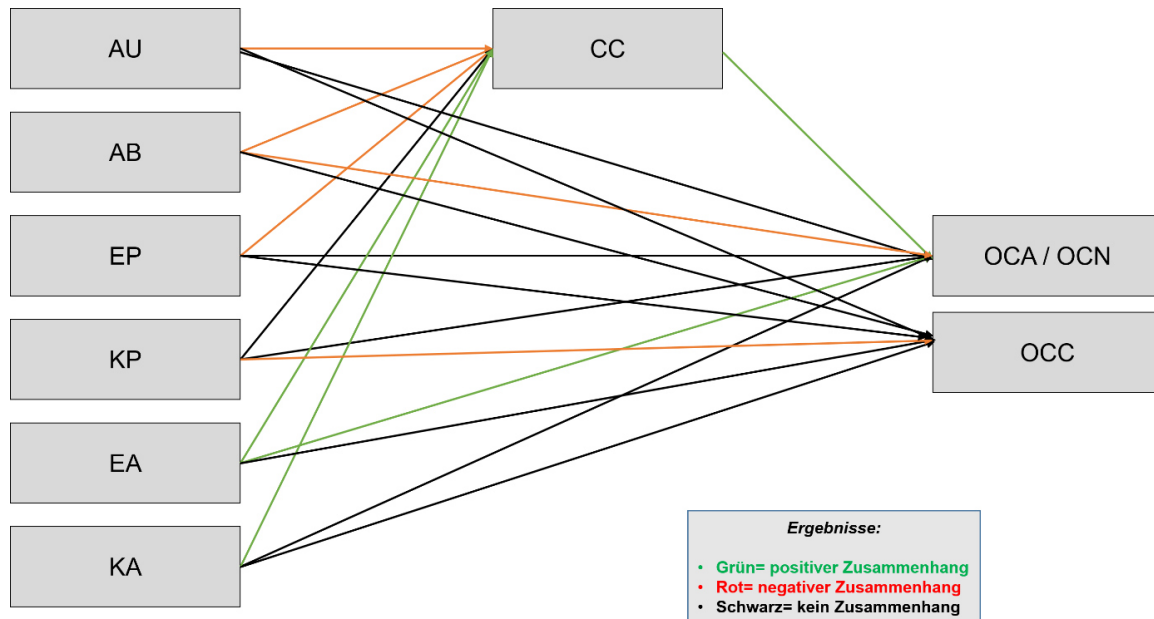 AU
CC
AB
EP
OCA / OCN
KP
OCC
EA
KA
Ergebnisse:
• Grün= positiver Zusammenhang
• Rot= negativer Zusammenhang
• Schwarz= kein Zusammenhang